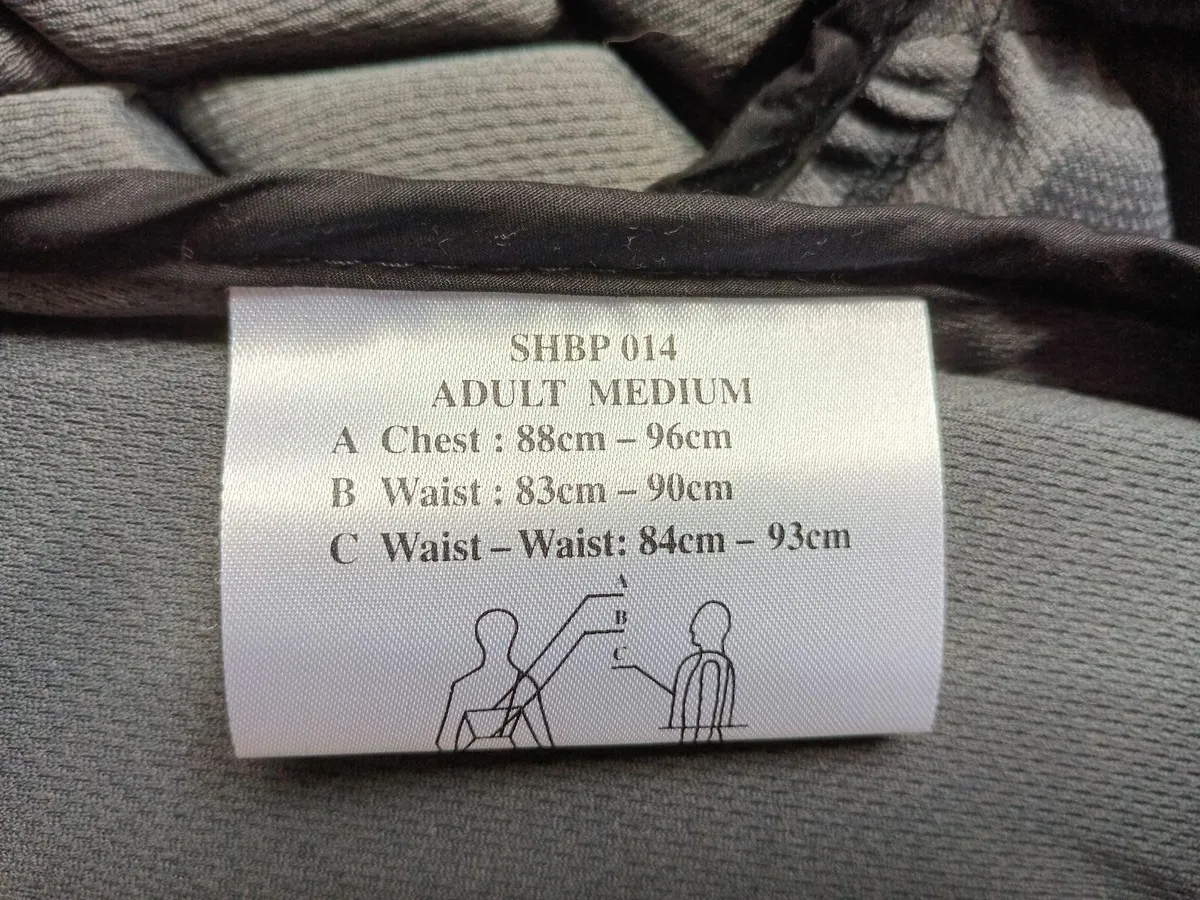 SHBP 014
ADULT MEDIUM
A Chest : 88cm – 96cm
B Waist : 83cm – 90cm
C Waist – Waist: 84cm – 93cm
A
B
C